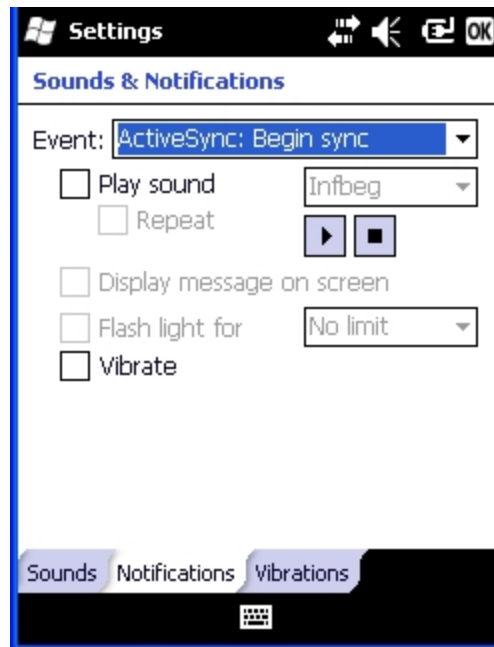 Settings OK
Sounds & Notifications
Event: ActiveSync: Begin sync
Play sound Infbeg
Repeat
Display message on screen
Flash light for No limit
Vibrate
Sounds Notifications Vibrations